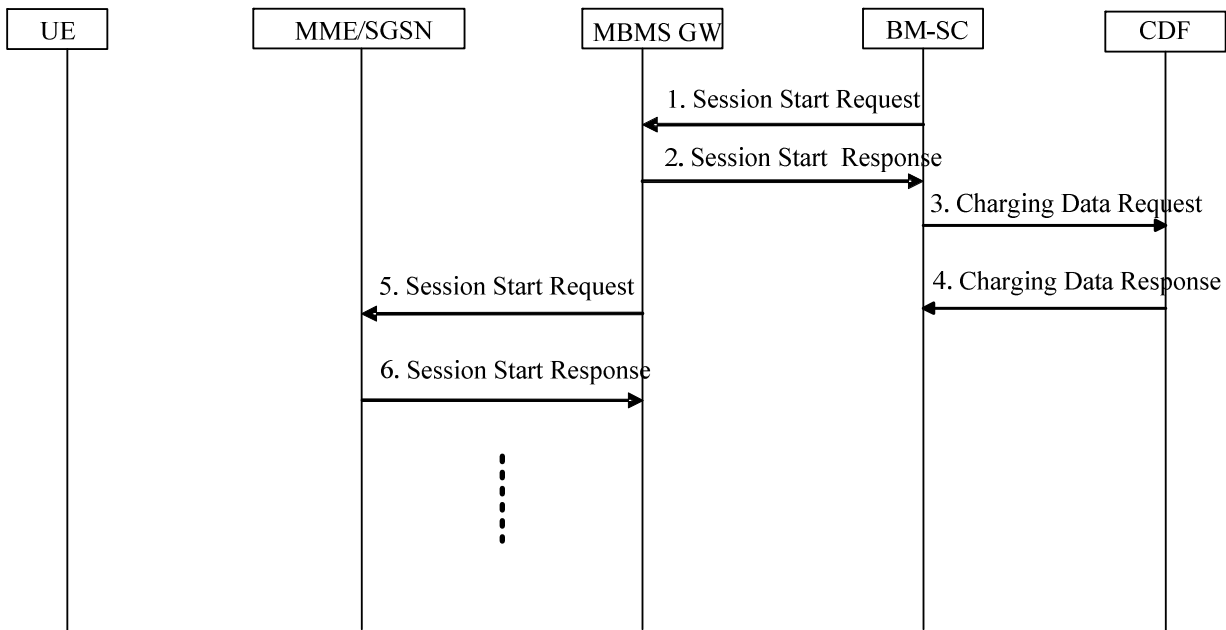 UE
MME/SGSN
MBMS GW
BM-SC
CDF
1. Session Start Request
2. Session Start Response
3. Charging Data Request
4. Charging Data Response
5. Session Start Request
6. Session Start Response